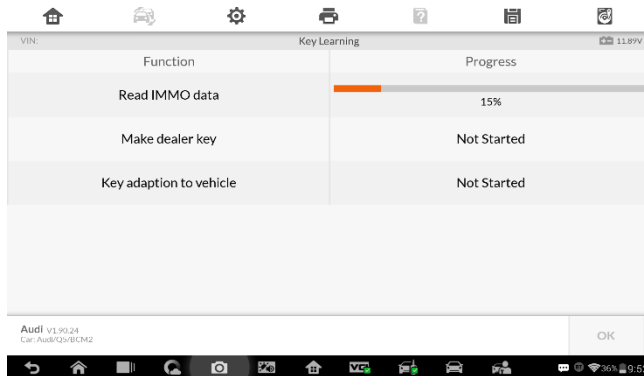 VIN:
Key Learning
11.89V
Function
Progress
Read IMMO data
15%
Make dealer key
Not Started
Key adaption to vehicle
Not Started
Audi V1.90.24
Car: Audi/Q5/BCM2
OK
36%